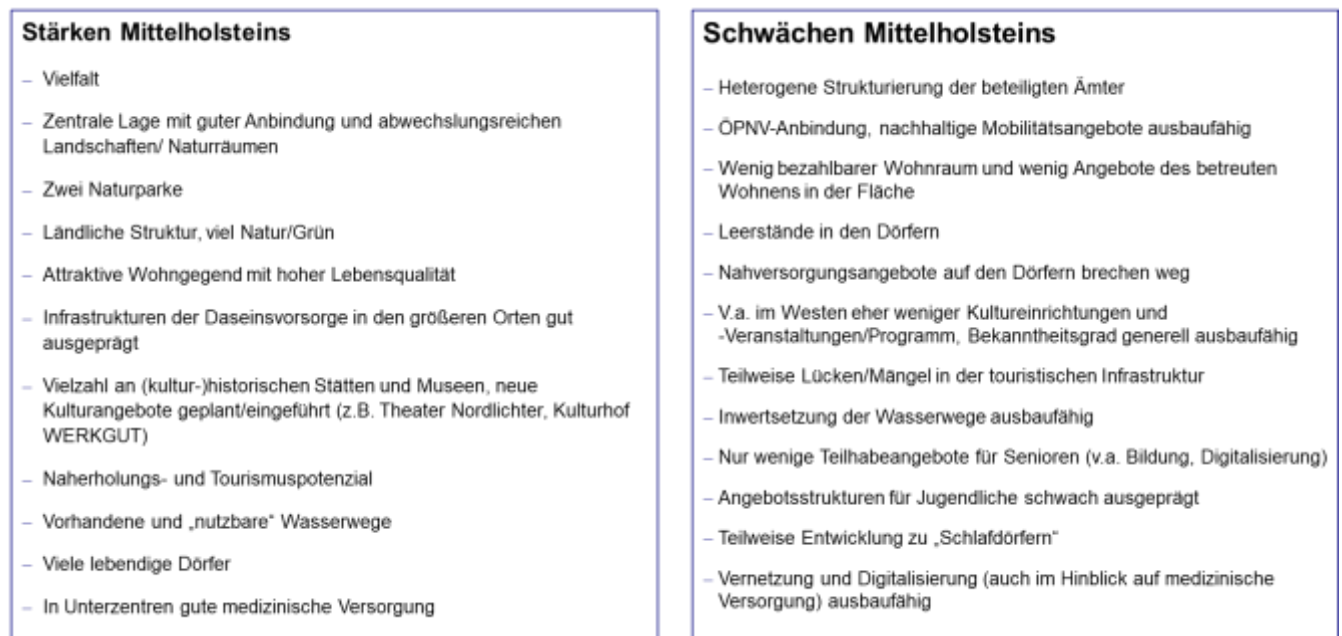 Stärken Mittelholsteins
– Vielfalt
– Zentrale Lage mit guter Anbindung und abwechslungsreichen
Landschaften/ Naturräumen
– Zwei Naturparke
– Ländliche Struktur, viel Natur/Grün
– Attraktive Wohngegend mit hoher Lebensqualität
– Infrastrukturen der Daseinsvorsorge in den größeren Orten gut
ausgeprägt
– Vielzahl an (kultur-)historischen Stätten und Museen, neue
Kulturangebote geplant/eingeführt (z.B. Theater Nordlichter, Kulturhof
WERKGUT)
– Naherholungs- und Tourismuspotenzial
– Vorhandene und „nutzbare“ Wasserwege
– Viele lebendige Dörfer
– In Unterzentren gute medizinische Versorgung
Schwächen Mittelholsteins
– Heterogene Strukturierung der beteiligten Ämter
– ÖPNV-Anbindung, nachhaltige Mobilitätsangebote ausbaufähig
– Wenig bezahlbarer Wohnraum und wenig Angebote des betreuten
Wohnens in der Fläche
– Leerstände in den Dörfern
– Nahversorgungsangebote auf den Dörfern brechen weg
– V.a. im Westen eher weniger Kultureinrichtungen und
-Veranstaltungen/Programm, Bekanntheitsgrad generell ausbaufähig
– Teilweise Lücken/Mängel in der touristischen Infrastruktur
– Inwertsetzung der Wasserwege ausbaufähig
– Nur wenige Teilhabeangebote für Senioren (v.a. Bildung, Digitalisierung)
– Angebotsstrukturen für Jugendliche schwach ausgeprägt
– Teilweise Entwicklung zu „Schlafdörfern“
– Vernetzung und Digitalisierung (auch im Hinblick auf medizinische
Versorgung) ausbaufähig